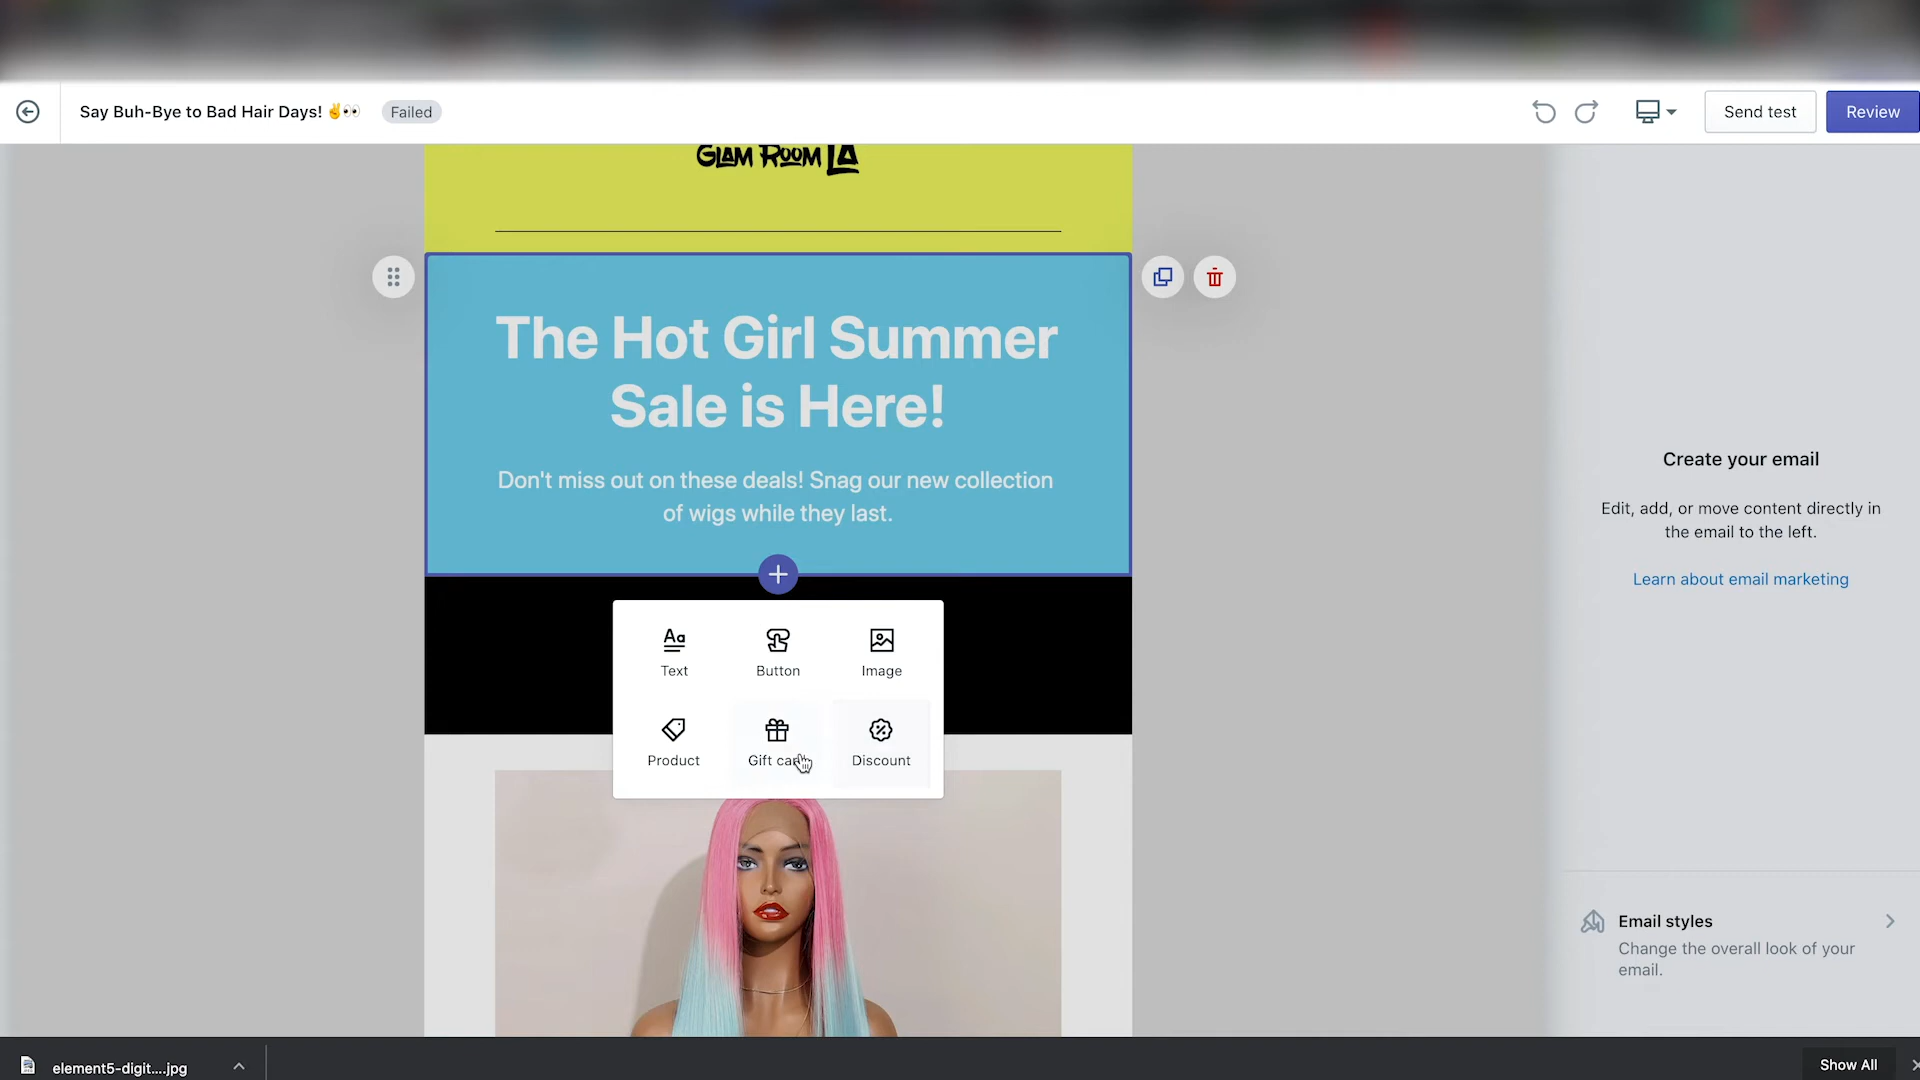 Say Buh-Bye to Bad Hair Days! ✌️👀
Failed
Send test
Review
GLAM ROOM LA
The Hot Girl Summer
Sale is Here!
Don't miss out on these deals! Snag our new collection
of wigs while they last.
Text
Button
Image
Product
Gift card
Discount
Create your email
Edit, add, or move content directly in
the email to the left.
Learn about email marketing
Email styles
Change the overall look of your
email.
element5-digit....jpg
Show All